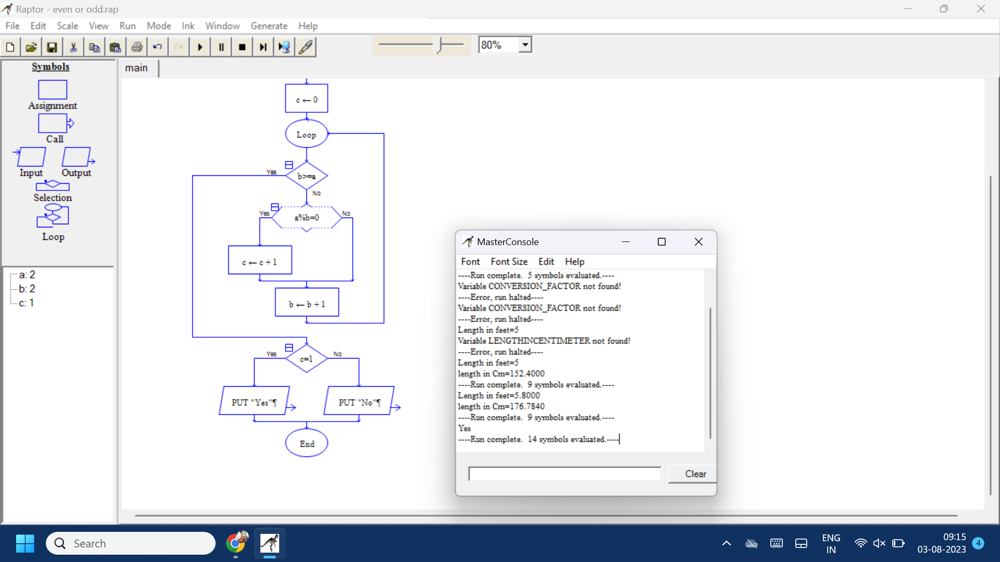 Raptor - even or odd.rap
File Edit Scale View Run Mode Ink Window Generate Help
80%
Symbols
Assignment
Call
Input Output
Selection
Loop
a: 2
b: 2
c: 1
main
c ← 0
Loop
Yes b>=a
No
Yes a%b=0 No
c ← c + 1
b ← b + 1
Yes c=1 No
PUT "Yes"¶ PUT "No"¶
End
MasterConsole
Font Font Size Edit Help
----Run complete.  5 symbols evaluated.----
Variable CONVERSION_FACTOR not found!
----Error, run halted----
Variable CONVERSION_FACTOR not found!
----Error, run halted----
Length in feet=5
Variable LENGTHINCENTIMETER not found!
----Error, run halted----
Length in feet=5
length in Cm=152.4000
----Run complete.  9 symbols evaluated.----
Length in feet=5.8000
length in Cm=176.7840
----Run complete.  9 symbols evaluated.----
Yes
----Run complete.  14 symbols evaluated.----
Clear
Search
ENG
IN
09:15
03-08-2023
4